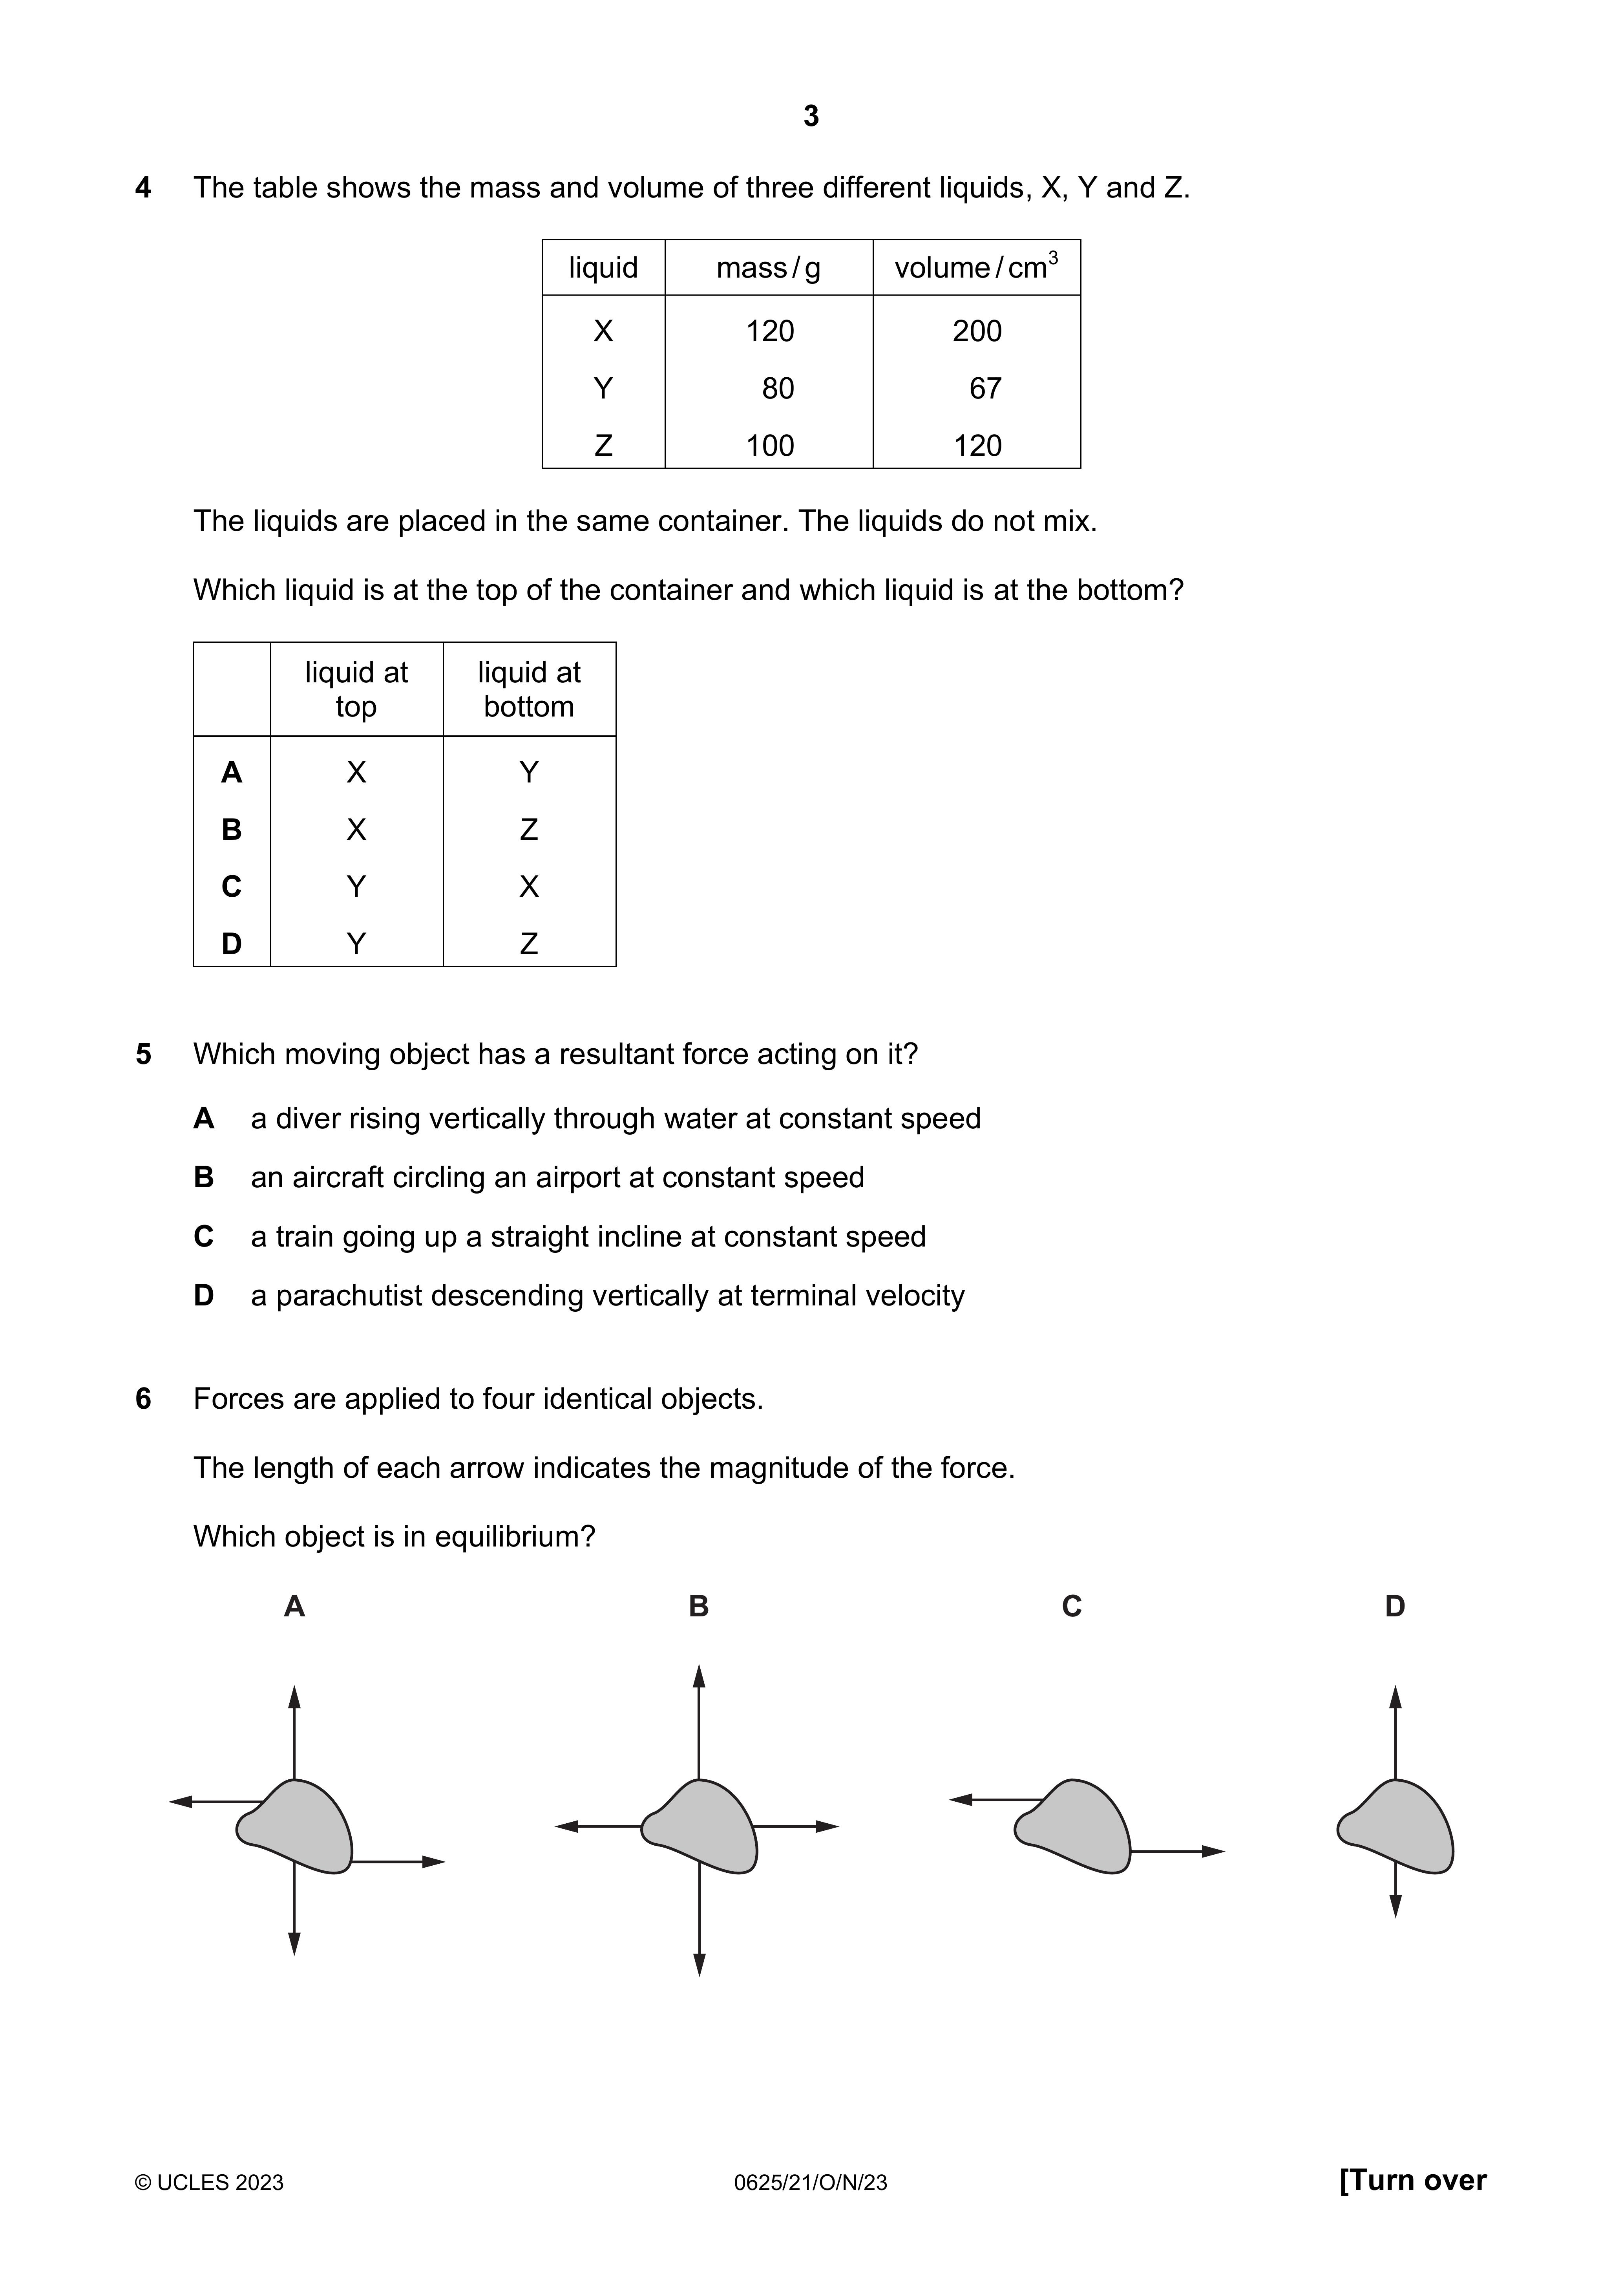 3
4 The table shows the mass and volume of three different liquids, X, Y and Z.
liquid mass / g volume / cm³
X 120 200
Y 80 67
Z 100 120
The liquids are placed in the same container. The liquids do not mix.
Which liquid is at the top of the container and which liquid is at the bottom?
liquid at top liquid at bottom
A X Y
B X Z
C Y X
D Y Z
5 Which moving object has a resultant force acting on it?
A a diver rising vertically through water at constant speed
B an aircraft circling an airport at constant speed
C a train going up a straight incline at constant speed
D a parachutist descending vertically at terminal velocity
6 Forces are applied to four identical objects.
The length of each arrow indicates the magnitude of the force.
Which object is in equilibrium?
A B C D
© UCLES 2023 0625/21/O/N/23 [Turn over